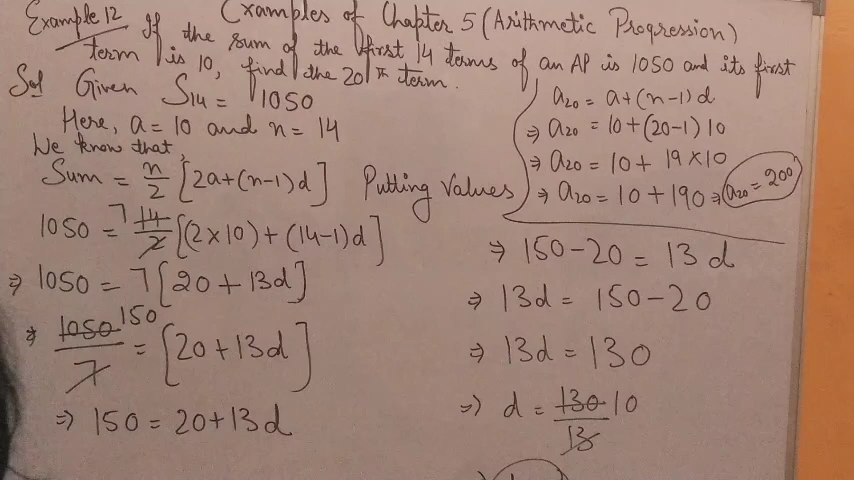 Examples of Chapter 5 (Arithmetic Progression)
Example 12 If the sum of the first 14 terms of an AP is 1050 and its first
term is 10, find the 20th term.
Sol Given S14 = 1050
Here, a = 10 and n = 14
We know that,
Sum = n/2 [2a+(n-1)d] Putting Values
1050 = 7 14/2 [(2×10) + (14-1)d]
⇒ 1050 = 7 [20 + 13d]
⇒ 1050/7 150 = [20 + 13d]
⇒ 150 = 20+13d
⇒ 150-20 = 13 d
⇒ 13d = 150-20
⇒ 13d = 130
⇒ d = 130/13 10
a20 = a+(n-1)d
⇒ a20 = 10+(20-1)10
⇒ a20 = 10+ 19×10
⇒ a20 = 10+190 ⇒ a20 = 200